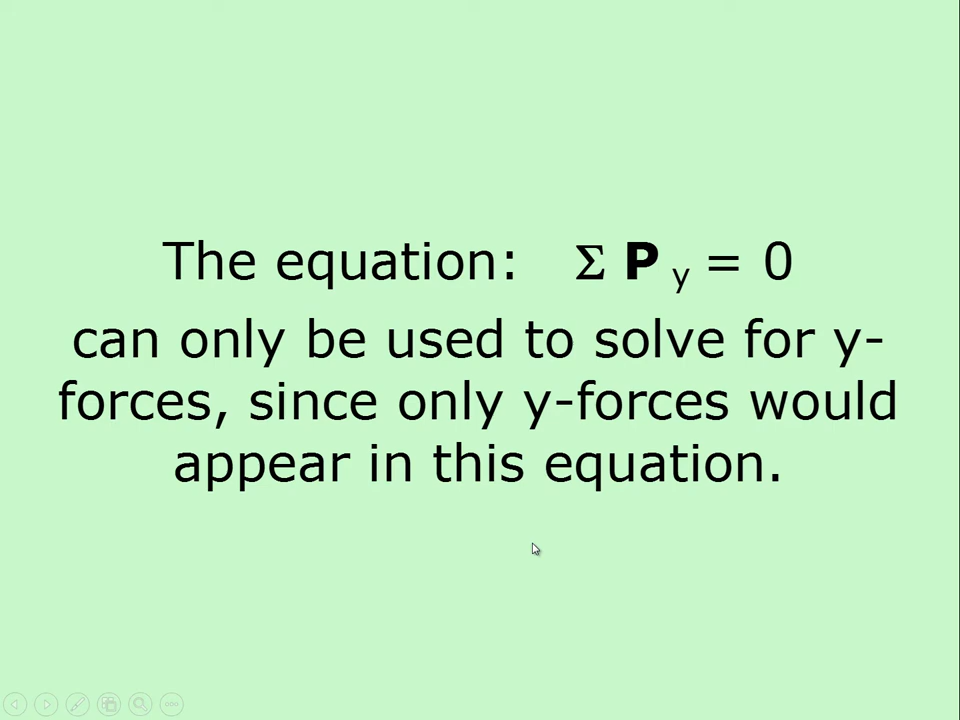 The equation: Σ P y = 0
can only be used to solve for y-
forces, since only y-forces would
appear in this equation.